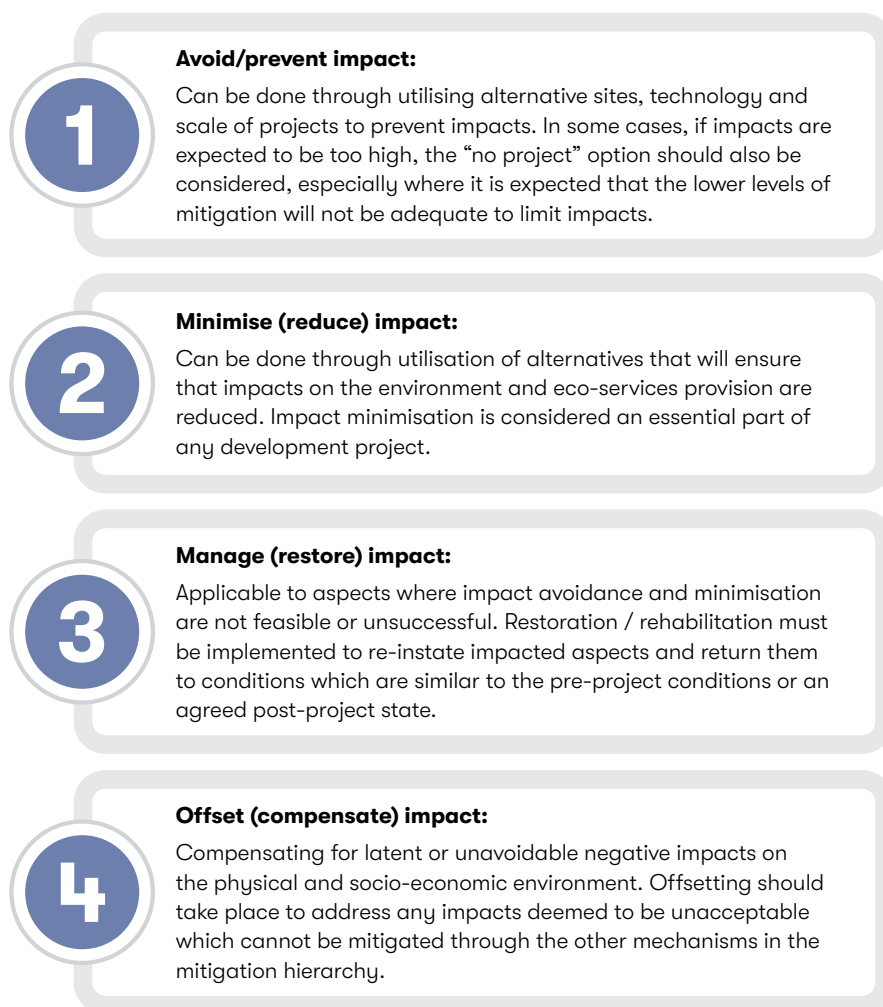 1
Avoid/prevent impact:
Can be done through utilising alternative sites, technology and
scale of projects to prevent impacts. In some cases, if impacts are
expected to be too high, the “no project” option should also be
considered, especially where it is expected that the lower levels of
mitigation will not be adequate to limit impacts.
2
Minimise (reduce) impact:
Can be done through utilisation of alternatives that will ensure
that impacts on the environment and eco-services provision are
reduced. Impact minimisation is considered an essential part of
any development project.
3
Manage (restore) impact:
Applicable to aspects where impact avoidance and minimisation
are not feasible or unsuccessful. Restoration / rehabilitation must
be implemented to re-instate impacted aspects and return them
to conditions which are similar to the pre-project conditions or an
agreed post-project state.
4
Offset (compensate) impact:
Compensating for latent or unavoidable negative impacts on
the physical and socio-economic environment. Offsetting should
take place to address any impacts deemed to be unacceptable
which cannot be mitigated through the other mechanisms in the
mitigation hierarchy.